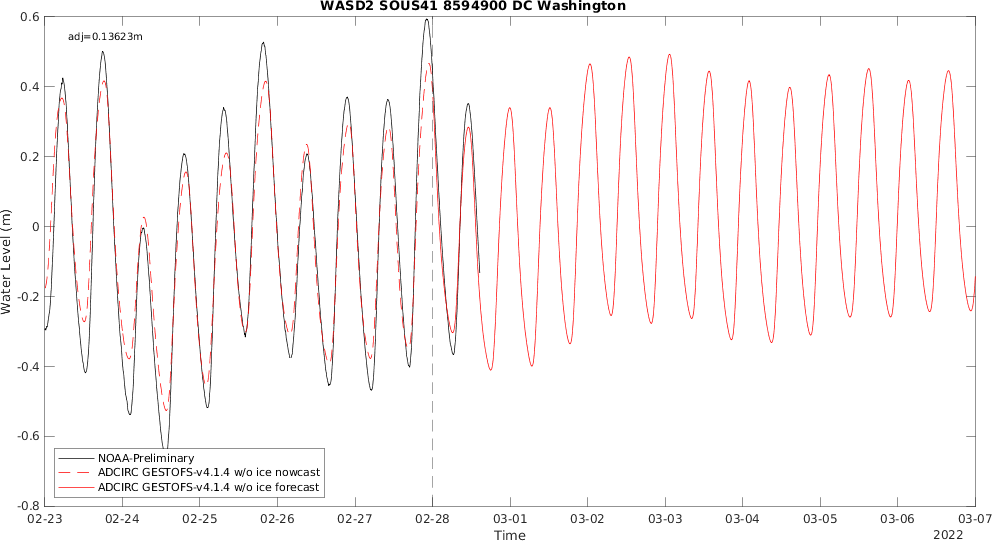 WASD2 SOUS41 8594900 DC Washington
adj=0.13623m
0.6
0.4
0.2
0
-0.2
-0.4
-0.6
-0.8
Water Level (m)
NOAA-Preliminary
ADCIRC GESTOFS-v4.1.4 w/o ice nowcast
ADCIRC GESTOFS-v4.1.4 w/o ice forecast
02-23 02-24 02-25 02-26 02-27 02-28 03-01 03-02 03-03 03-04 03-05 03-06 03-07
Time
2022